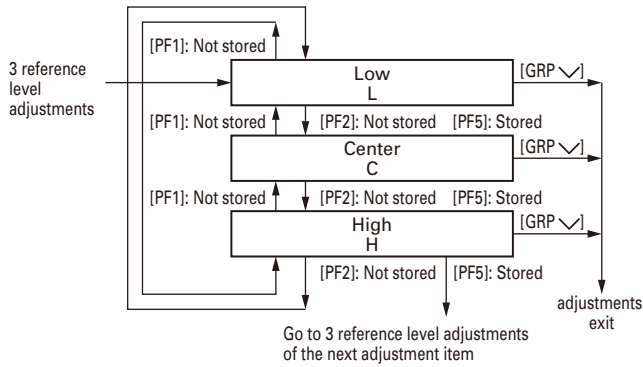 [PF1]: Not stored
3 reference
level
adjustments
Low
L
[GRP ]
[PF1]: Not stored
[PF2]: Not stored
[PF5]: Stored
Center
C
[GRP ]
[PF1]: Not stored
[PF2]: Not stored
[PF5]: Stored
High
H
[GRP ]
[PF2]: Not stored
[PF5]: Stored
adjustments
exit
Go to 3 reference level adjustments
of the next adjustment item